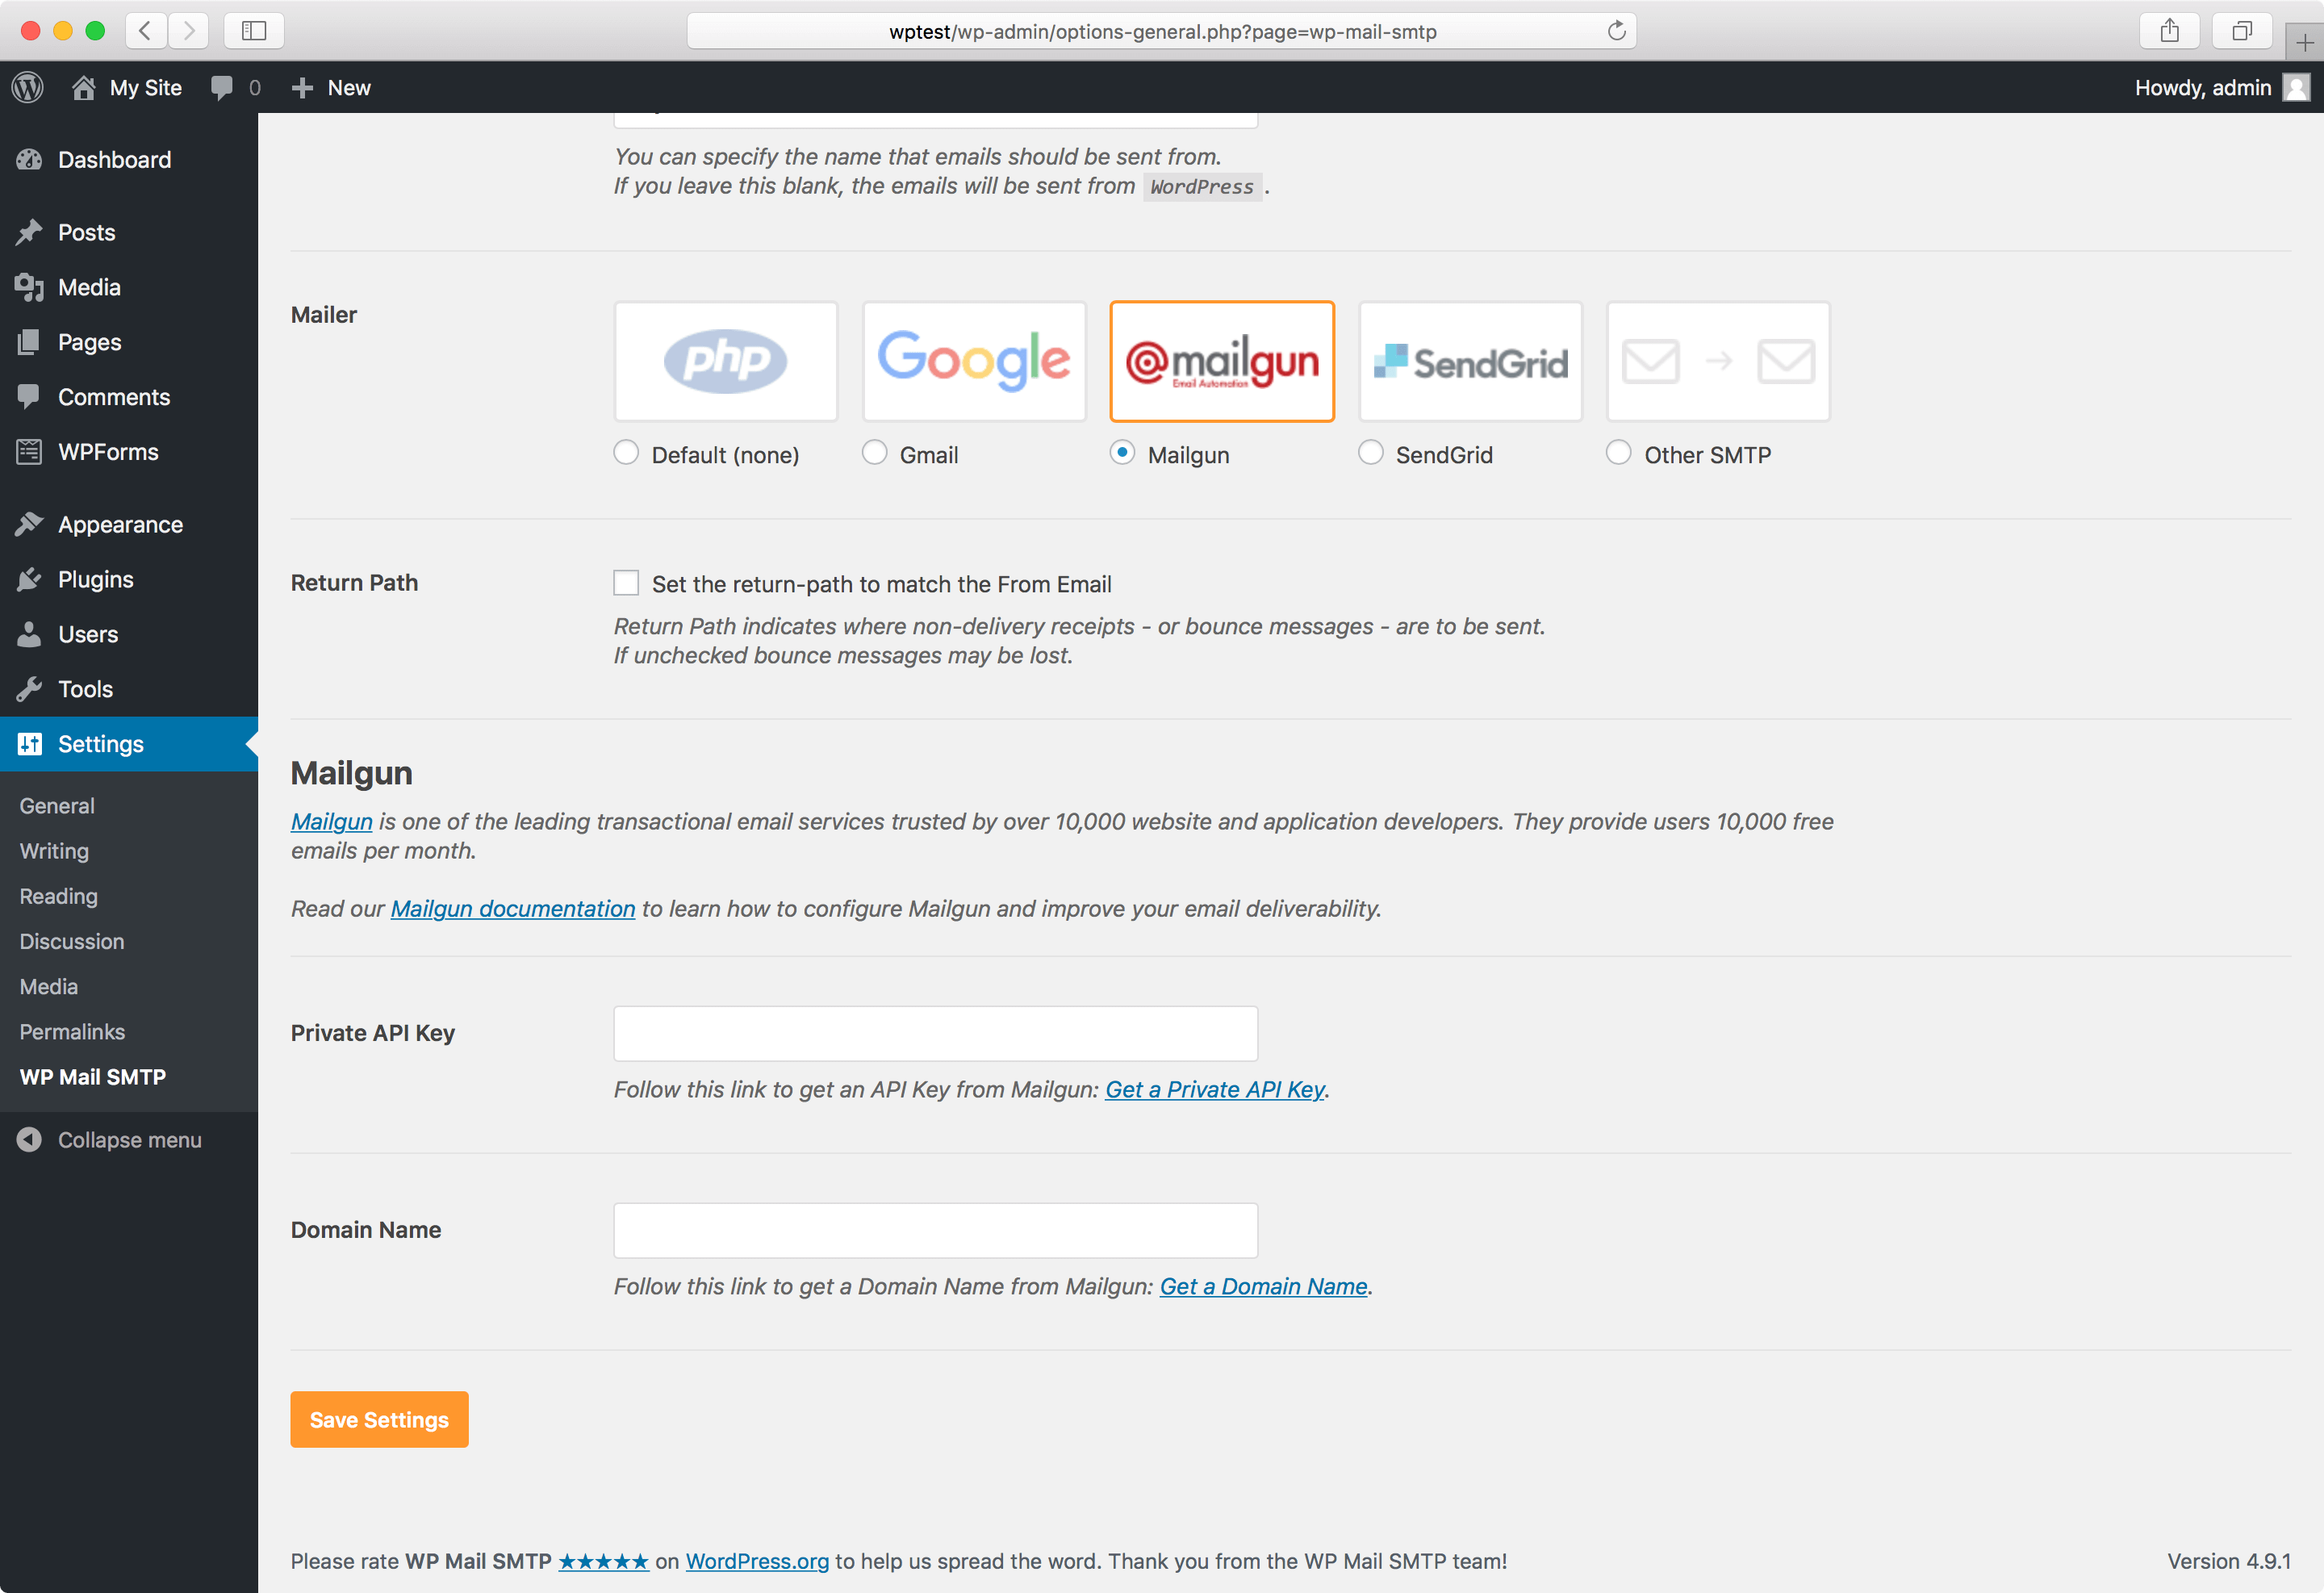 wptest/wp-admin/options-general.php?page=wp-mail-smtp
My Site
0
New
Howdy, admin
Dashboard
Posts
Media
Pages
Comments
WPForms
Appearance
Plugins
Users
Tools
Settings
General
Writing
Reading
Discussion
Media
Permalinks
WP Mail SMTP
Collapse menu
You can specify the name that emails should be sent from.
If you leave this blank, the emails will be sent from WordPress.
Mailer
php
Google
@mailgun
Email Automation
SendGrid
Default (none)
Gmail
Mailgun
SendGrid
Other SMTP
Return Path
Set the return-path to match the From Email
Return Path indicates where non-delivery receipts - or bounce messages - are to be sent.
If unchecked bounce messages may be lost.
Mailgun
Mailgun is one of the leading transactional email services trusted by over 10,000 website and application developers. They provide users 10,000 free
emails per month.
Read our Mailgun documentation to learn how to configure Mailgun and improve your email deliverability.
Private API Key
Follow this link to get an API Key from Mailgun: Get a Private API Key.
Domain Name
Follow this link to get a Domain Name from Mailgun: Get a Domain Name.
Save Settings
Please rate WP Mail SMTP ★★★★★ on WordPress.org to help us spread the word. Thank you from the WP Mail SMTP team!
Version 4.9.1